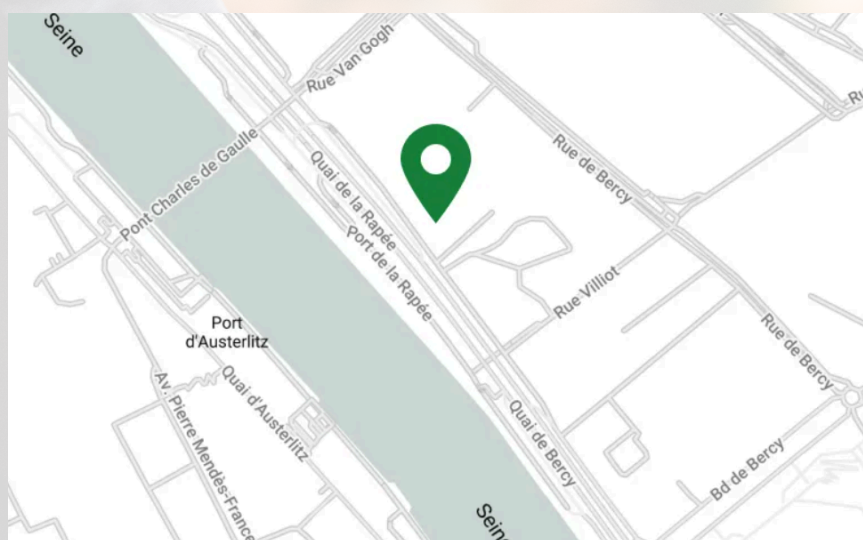 Seine
Rue Van Gogh
Pont Charles de Gaulle
Quai de la Rapée
Port de la Rapée
Rue de Bercy
Rue Villiot
Port
d'Austerlitz
Rue de Bercy
Av. Pierre Mendès-France
Quai d'Austerlitz
Quai de Bercy
Bd de Bercy
Seine